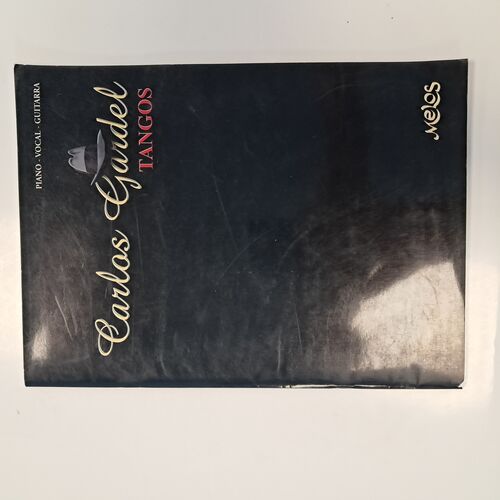 PIANO - VOCAL - GUITARRA
Carlos Gardel
TANGOS
MELOS